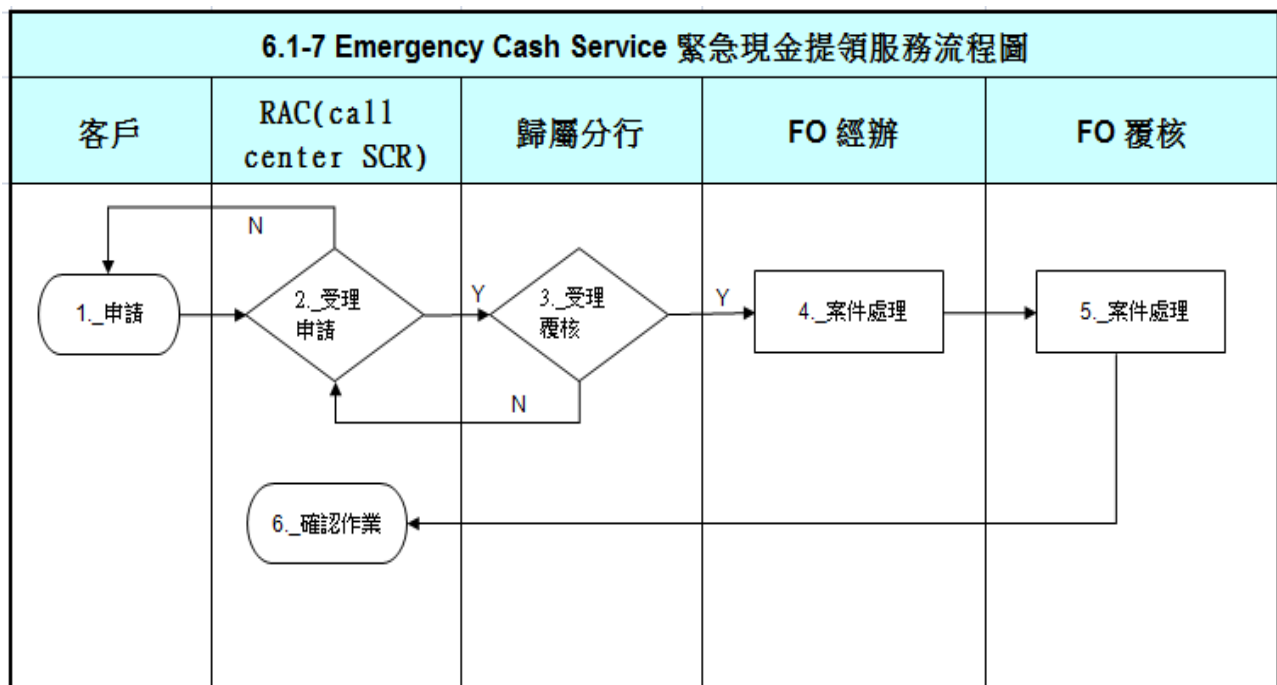 6.1-7 Emergency Cash Service 緊急現金提領服務流程圖
客戶
RAC(call
center SCR)
歸屬分行
FO 經辦
FO 覆核
N
1._申請
2._受理
申請
Y
3._受理
覆核
Y
4._案件處理
5._案件處理
N
6._確認作業